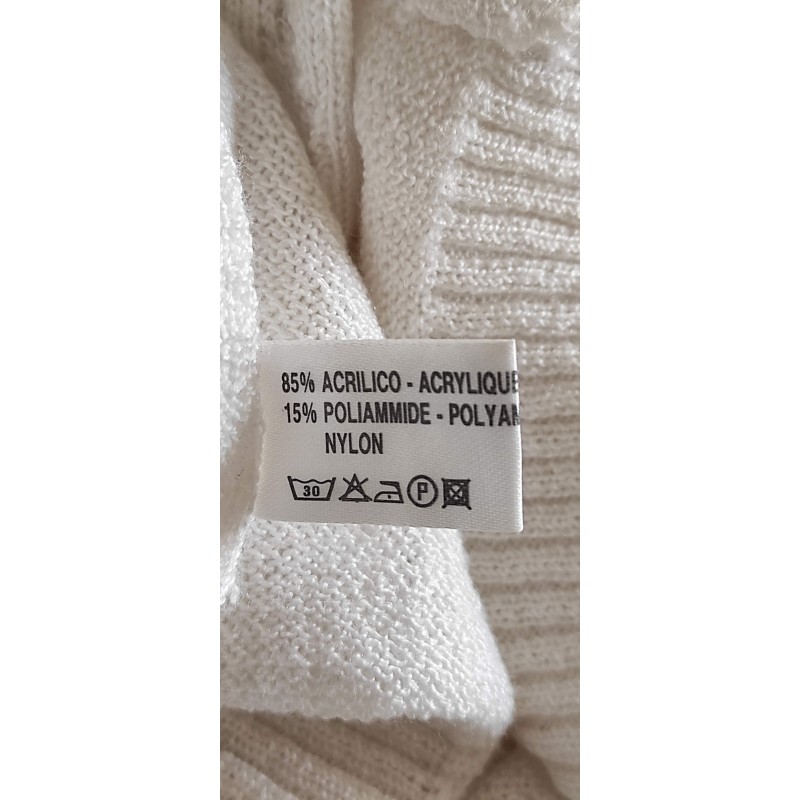 85% ACRILICO - ACRYLIQUE
15% POLIAMMIDE - POLYAM
NYLON
30 P